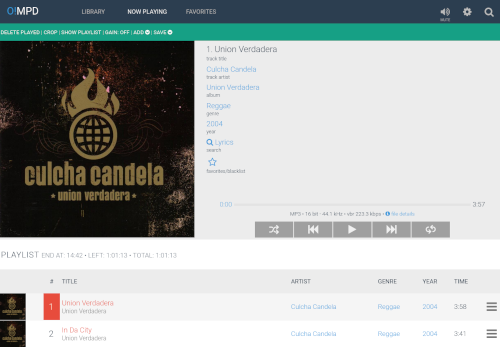 O!MPD LIBRARY NOW PLAYING FAVORITES MUTE
DELETE PLAYED | CROP | SHOW PLAYLIST | GAIN: OFF | ADD | SAVE
culcha candela
union verdadera
1. Union Verdadera
track title
Culcha Candela
track artist
Union Verdadera
album
Reggae
genre
2004
year
Lyrics
search
favorites/blacklist
0:00 3:57
MP3 • 16 bit - 44.1 kHz • vbr 223.3 kbps • file details
PLAYLIST END AT: 14:42 • LEFT: 1:01:13 • TOTAL: 1:01:13
# TITLE ARTIST GENRE YEAR TIME
1 Union Verdadera Culcha Candela Reggae 2004 3:58
Union Verdadera
2 In Da City Culcha Candela Reggae 2004 3:41
Union Verdadera